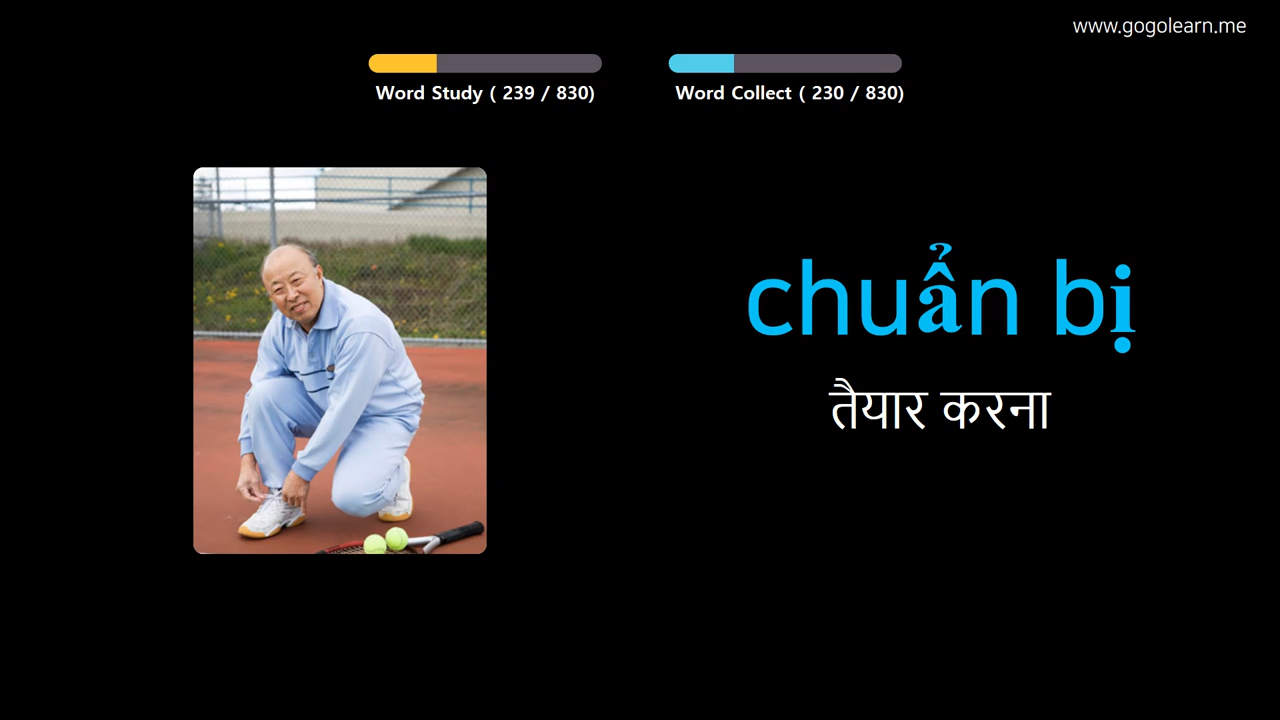 www.gogolearn.me
Word Study ( 239 / 830)
Word Collect ( 230 / 830)
chuẩn bị
तैयार करना